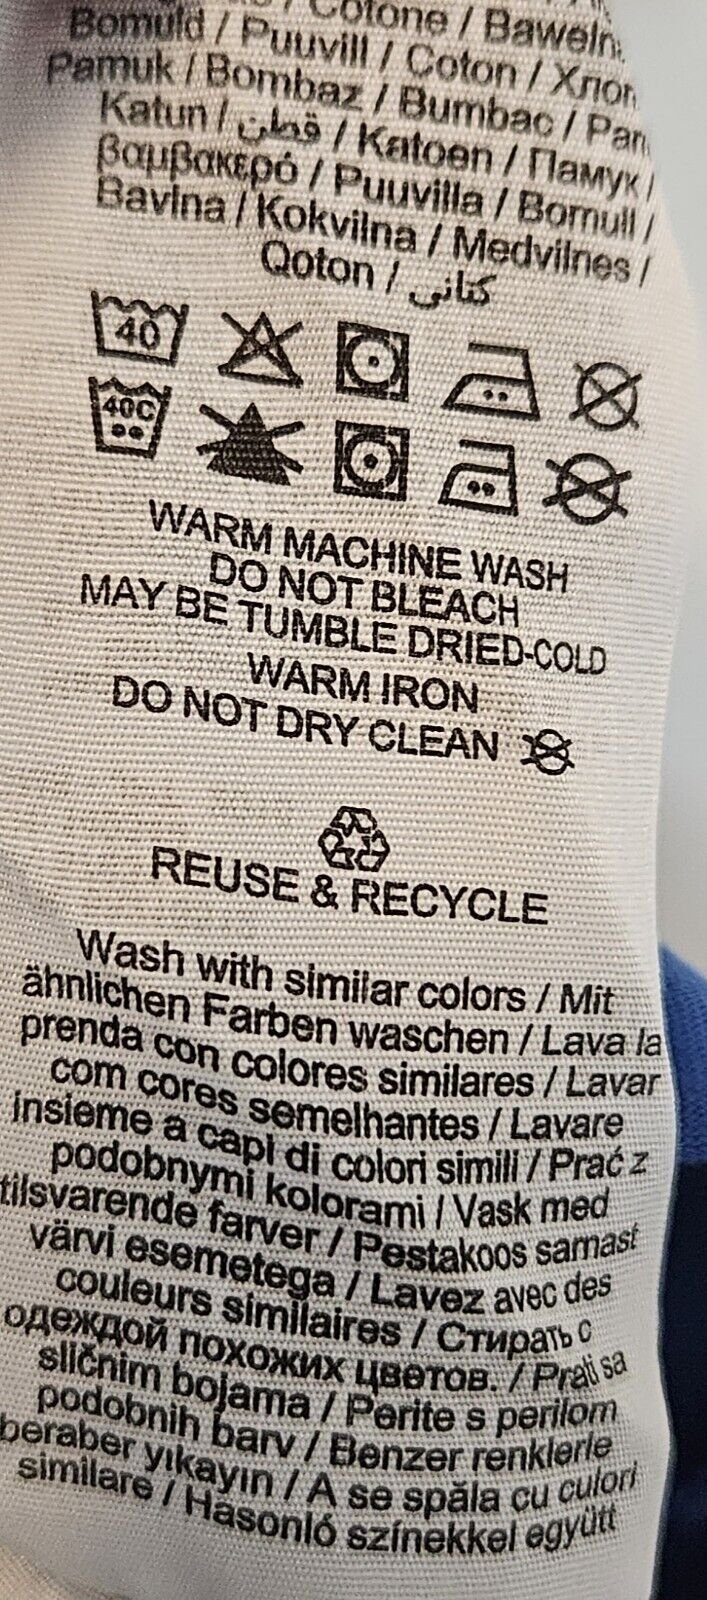 Cotone / Baweln
Bomuld / Puuvill / Coton / Хлоп
Pamuk / Bombaz / Bumbac / Pam
Katun / قطن / Katoen / Памук /
βαμβακερό / Puuvilla / Bomull /
Bavlna / Kokvilna / Medvilnes /
Qoton / كتانی
40
40C
WARM MACHINE WASH
DO NOT BLEACH
MAY BE TUMBLE DRIED-COLD
WARM IRON
DO NOT DRY CLEAN
REUSE & RECYCLE
Wash with similar colors / Mit
ähnlichen Farben waschen / Lava la
prenda con colores similares / Lavar
com cores semelhantes / Lavare
insieme a capi di colori simili / Prać z
podobnymi kolorami / Vask med
tilsvarende farver / Pestakoos samast
värvi esemetega / Lavez avec des
couleurs similaires / Стирать с
одеждой похожих цветов. / Prati sa
sličnim bojama / Perite s perilom
podobnih barv / Benzer renklerle
beraber yıkayın / A se spăla cu culori
similare / Hasonló színekkel együtt